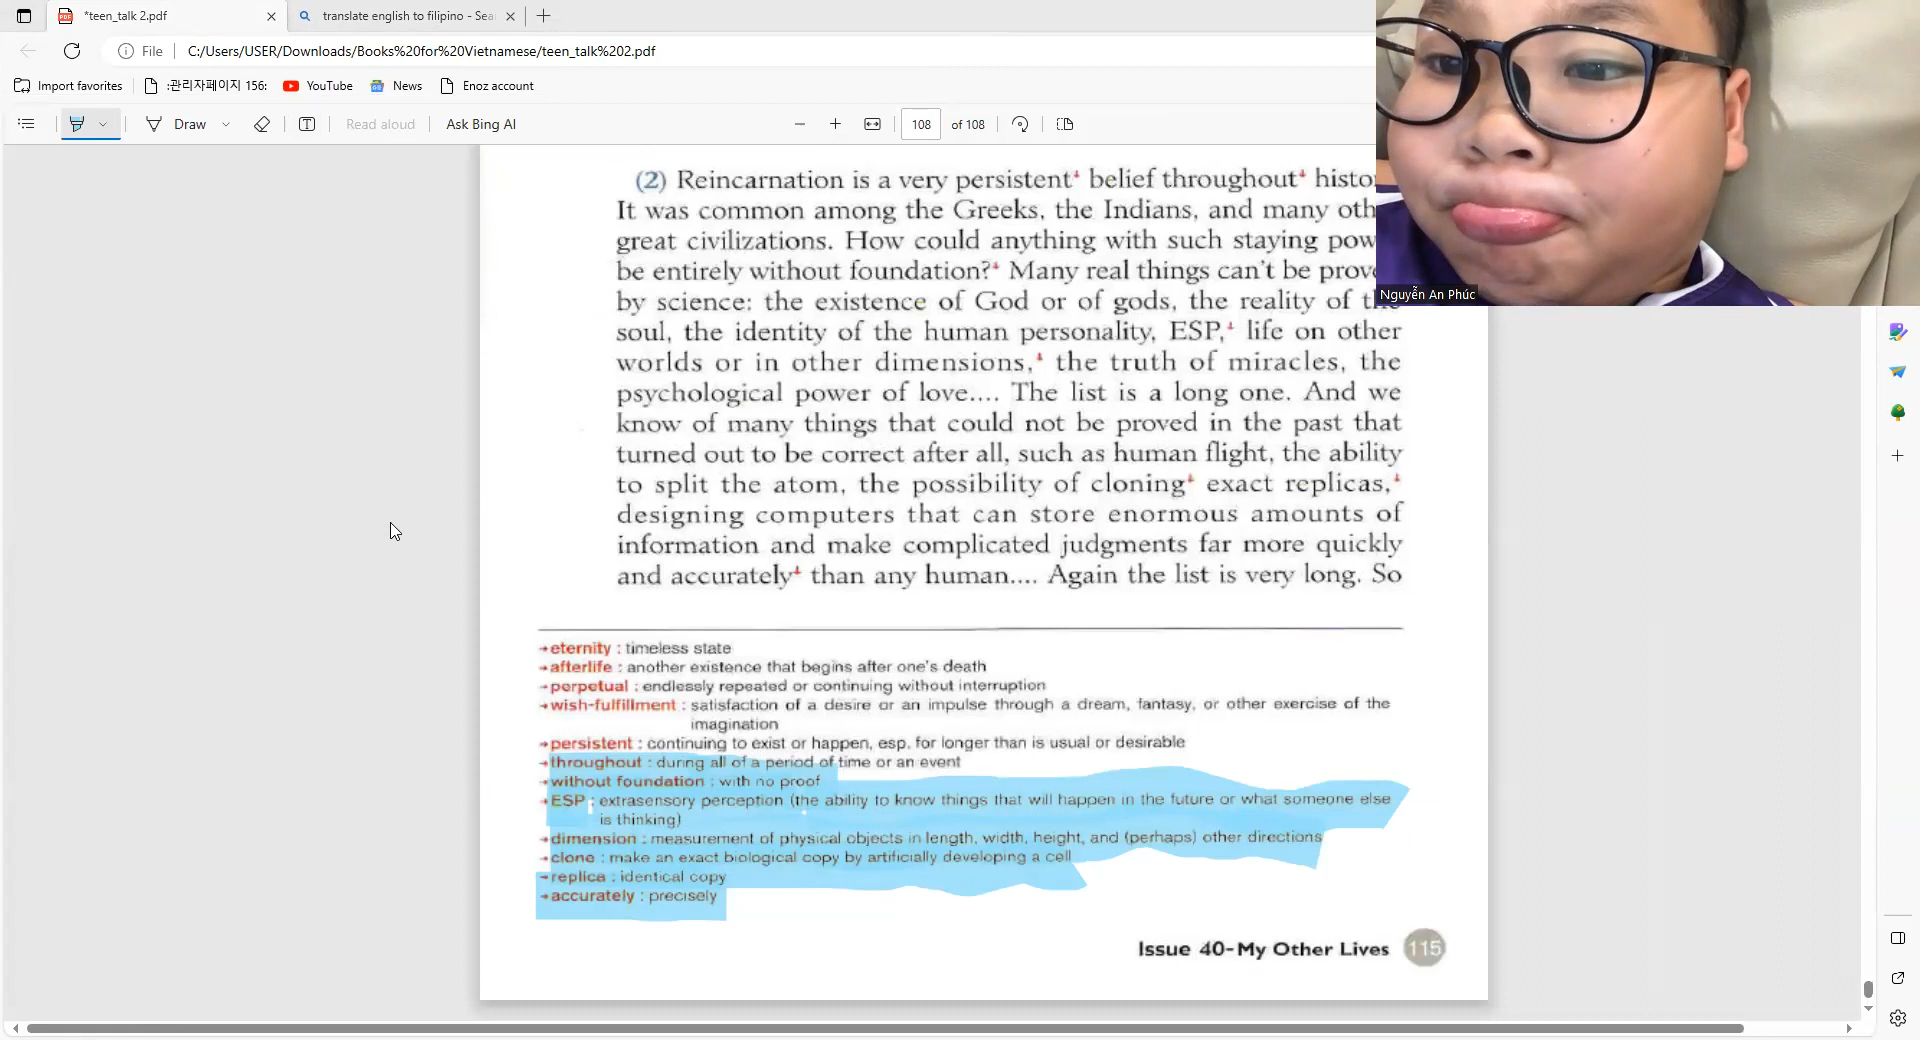 *teen_talk 2.pdf
translate english to filipino - Sea
File
C:/Users/USER/Downloads/Books%20for%20Vietnamese/teen_talk%202.pdf
Import favorites
:관리자페이지 156:
YouTube
News
Enoz account
Draw
Read aloud
Ask Bing AI
108 of 108
Nguyễn An Phúc
(2) Reincarnation is a very persistent belief throughout histo
It was common among the Greeks, the Indians, and many oth
great civilizations. How could anything with such staying pow
be entirely without foundation? Many real things can't be prov
by science: the existence of God or of gods, the reality of the
soul, the identity of the human personality, ESP, life on other
worlds or in other dimensions, the truth of miracles, the
psychological power of love.... The list is a long one. And we
know of many things that could not be proved in the past that
turned out to be correct after all, such as human flight, the ability
to split the atom, the possibility of cloning exact replicas,
designing computers that can store enormous amounts of
information and make complicated judgments far more quickly
and accurately than any human.... Again the list is very long. So
eternity : timeless state
afterlife : another existence that begins after one's death
perpetual : endlessly repeated or continuing without interruption
wish-fulfillment : satisfaction of a desire or an impulse through a dream, fantasy, or other exercise of the
imagination
persistent : continuing to exist or happen, esp. for longer than is usual or desirable
throughout : during all of a period of time or an event
without foundation : with no proof
ESP : extrasensory perception (the ability to know things that will happen in the future or what someone else
is thinking)
dimension : measurement of physical objects in length, width, height, and (perhaps) other directions
clone : make an exact biological copy by artificially developing a cell
replica : identical copy
accurately : precisely
Issue 40-My Other Lives 115